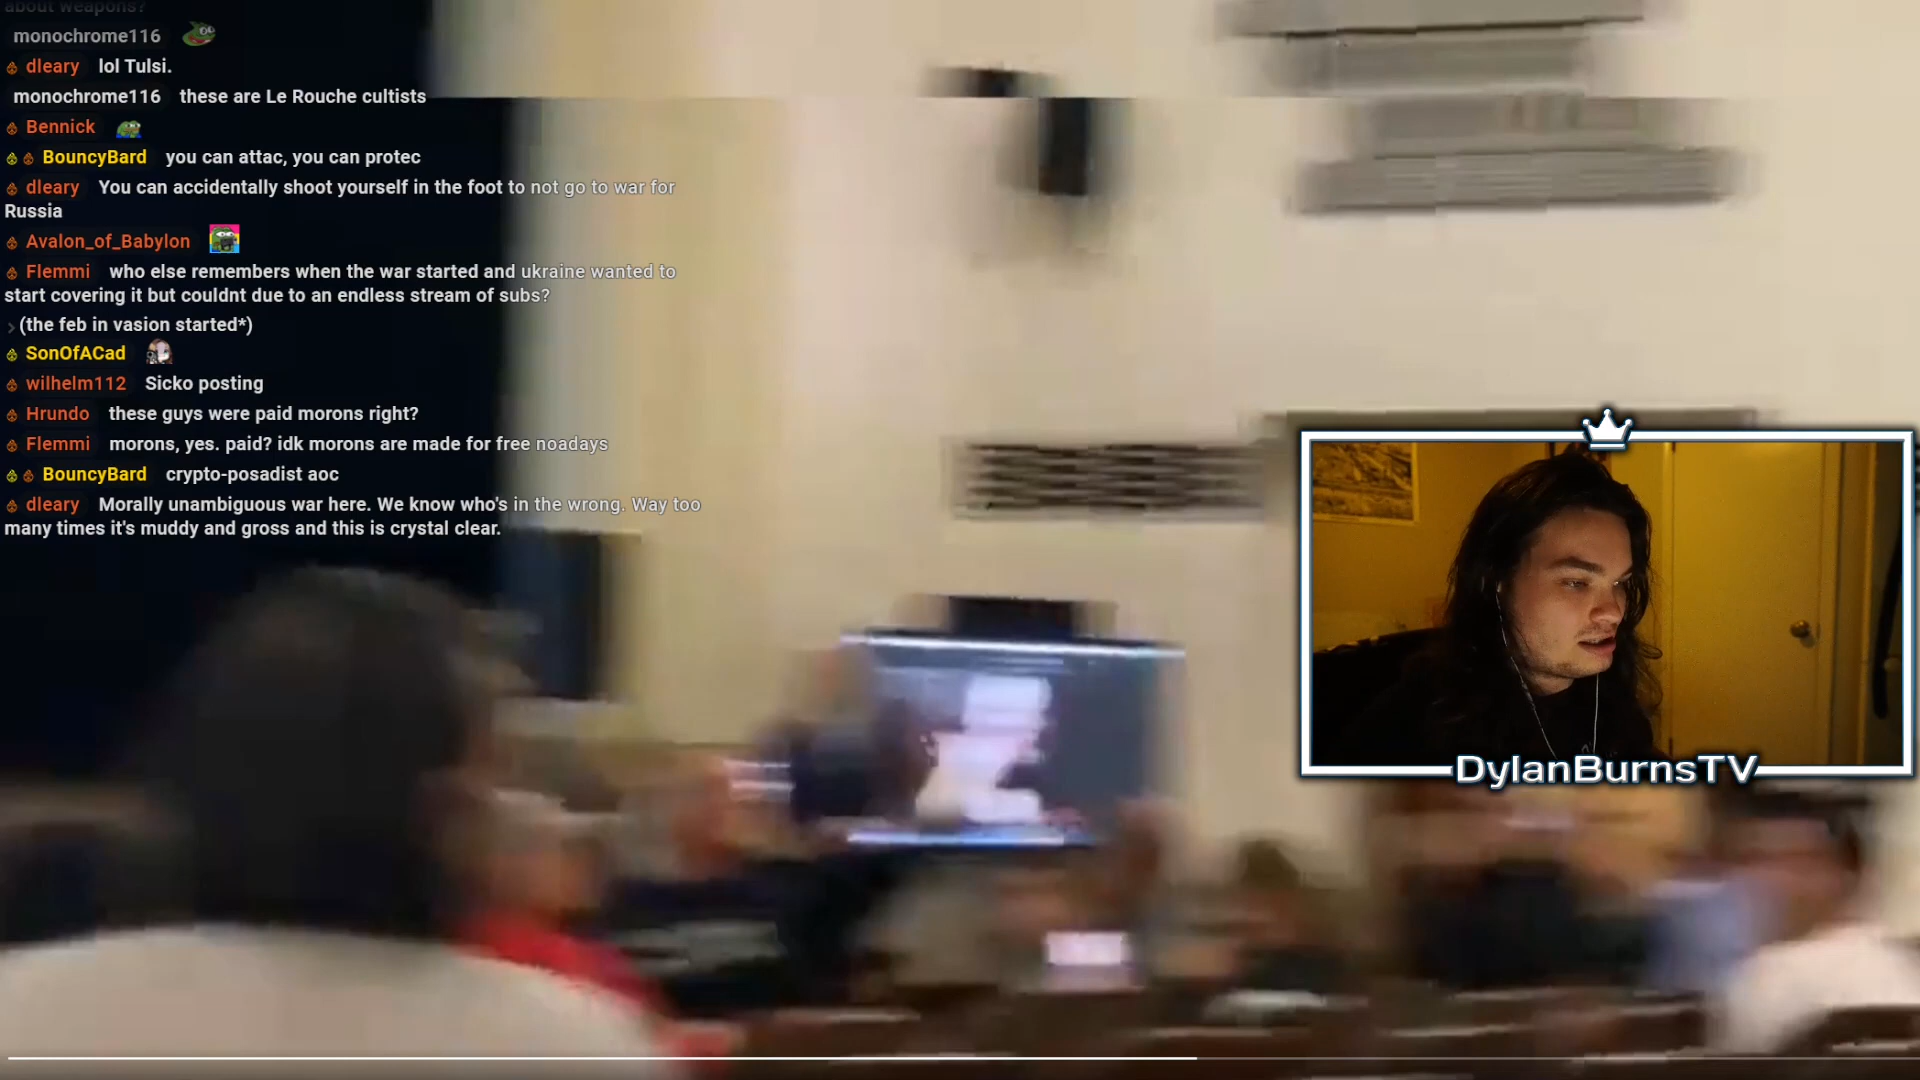 about weapons?
monochrome116
dleary lol Tulsi.
monochrome116 these are Le Rouche cultists
Bennick
BouncyBard you can attac, you can protec
dleary You can accidentally shoot yourself in the foot to not go to war for
Russia
Avalon_of_Babylon
Flemmi who else remembers when the war started and ukraine wanted to
start covering it but couldnt due to an endless stream of subs?
(the feb in vasion started*)
SonOfACad
wilhelm112 Sicko posting
Hrundo these guys were paid morons right?
Flemmi morons, yes. paid? idk morons are made for free noadays
BouncyBard crypto-posadist aoc
dleary Morally unambiguous war here. We know who's in the wrong. Way too
many times it's muddy and gross and this is crystal clear.
DylanBurnsTV